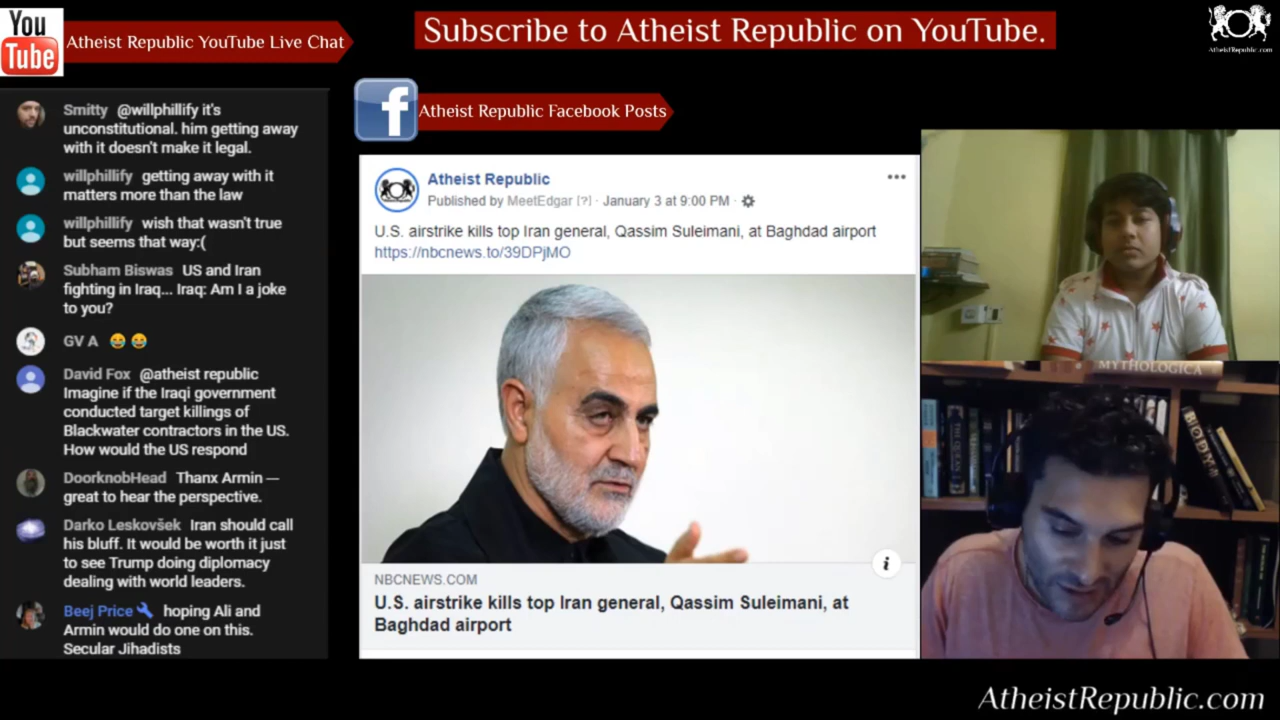 You
Tube
Atheist Republic YouTube Live Chat
Subscribe to Atheist Republic on YouTube.
AtheistRepublic.com
Smitty @willphillify it's
unconstitutional. him getting away
with it doesn't make it legal.
willphillify getting away with it
matters more than the law
willphillify wish that wasn't true
but seems that way:(
Subham Biswas US and Iran
fighting in Iraq... Iraq: Am I a joke
to you?
GV A 😂 😂
David Fox @atheist republic
Imagine if the Iraqi government
conducted target killings of
Blackwater contractors in the US.
How would the US respond
DoorknobHead Thanx Armin —
great to hear the perspective.
Darko Leskovšek Iran should call
his bluff. It would be worth it just
to see Trump doing diplomacy
dealing with world leaders.
Beej Price hoping Ali and
Armin would do one on this.
Secular Jihadists
f
Atheist Republic Facebook Posts
Atheist Republic
Published by MeetEdgar [?] · January 3 at 9:00 PM ·
U.S. airstrike kills top Iran general, Qassim Suleimani, at Baghdad airport
https://nbcnews.to/39DPjMO
i
NBCNEWS.COM
U.S. airstrike kills top Iran general, Qassim Suleimani, at
Baghdad airport
MYTHOLOGICA
BODY
AtheistRepublic.com